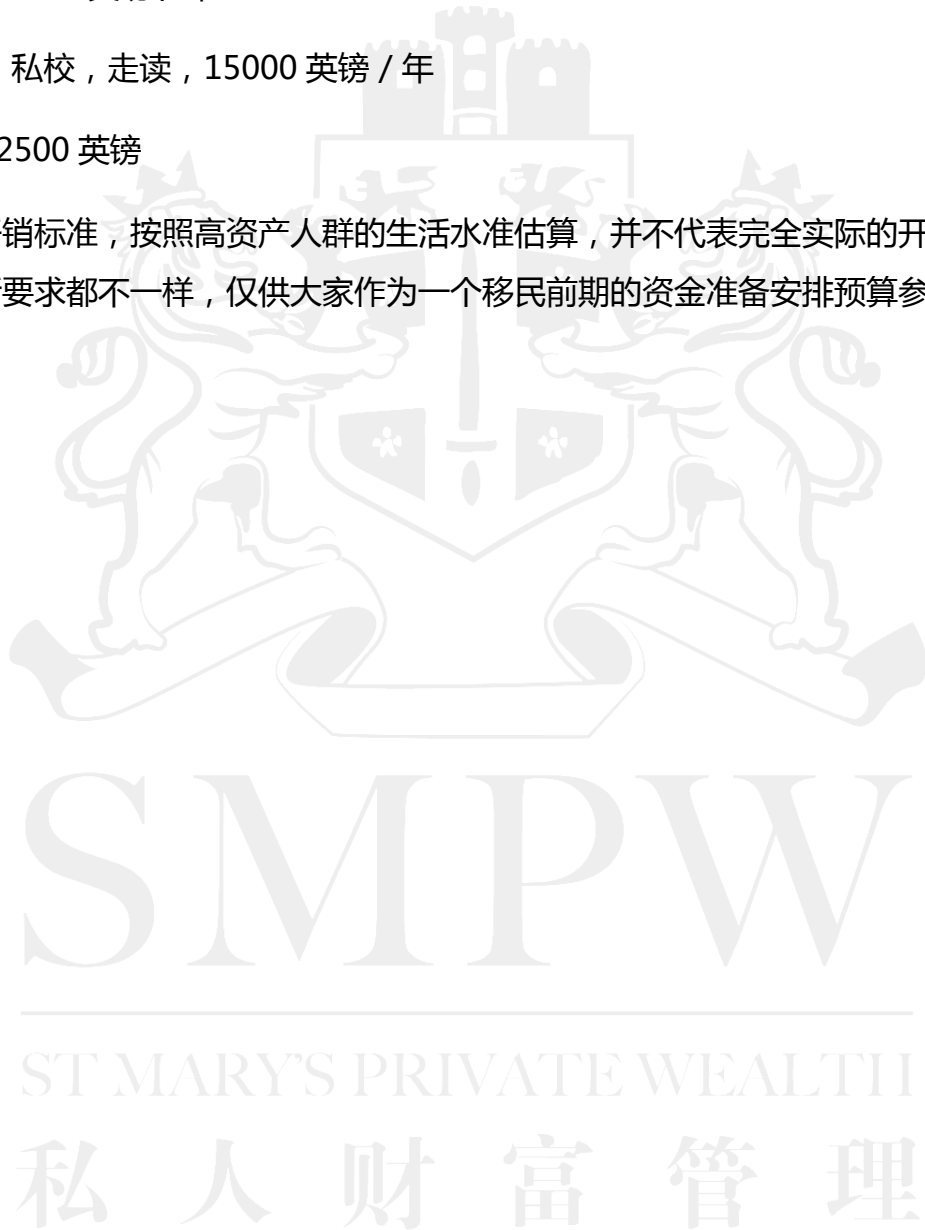 私校，走读，15000 英镑 / 年
2500 英镑
销标准，按照高资产人群的生活水准估算，并不代表完全实际的开
要求都不一样，仅供大家作为一个移民前期的资金准备安排预算参
SMPW
ST MARY'S PRIVATE WEALTH
私人财富管理